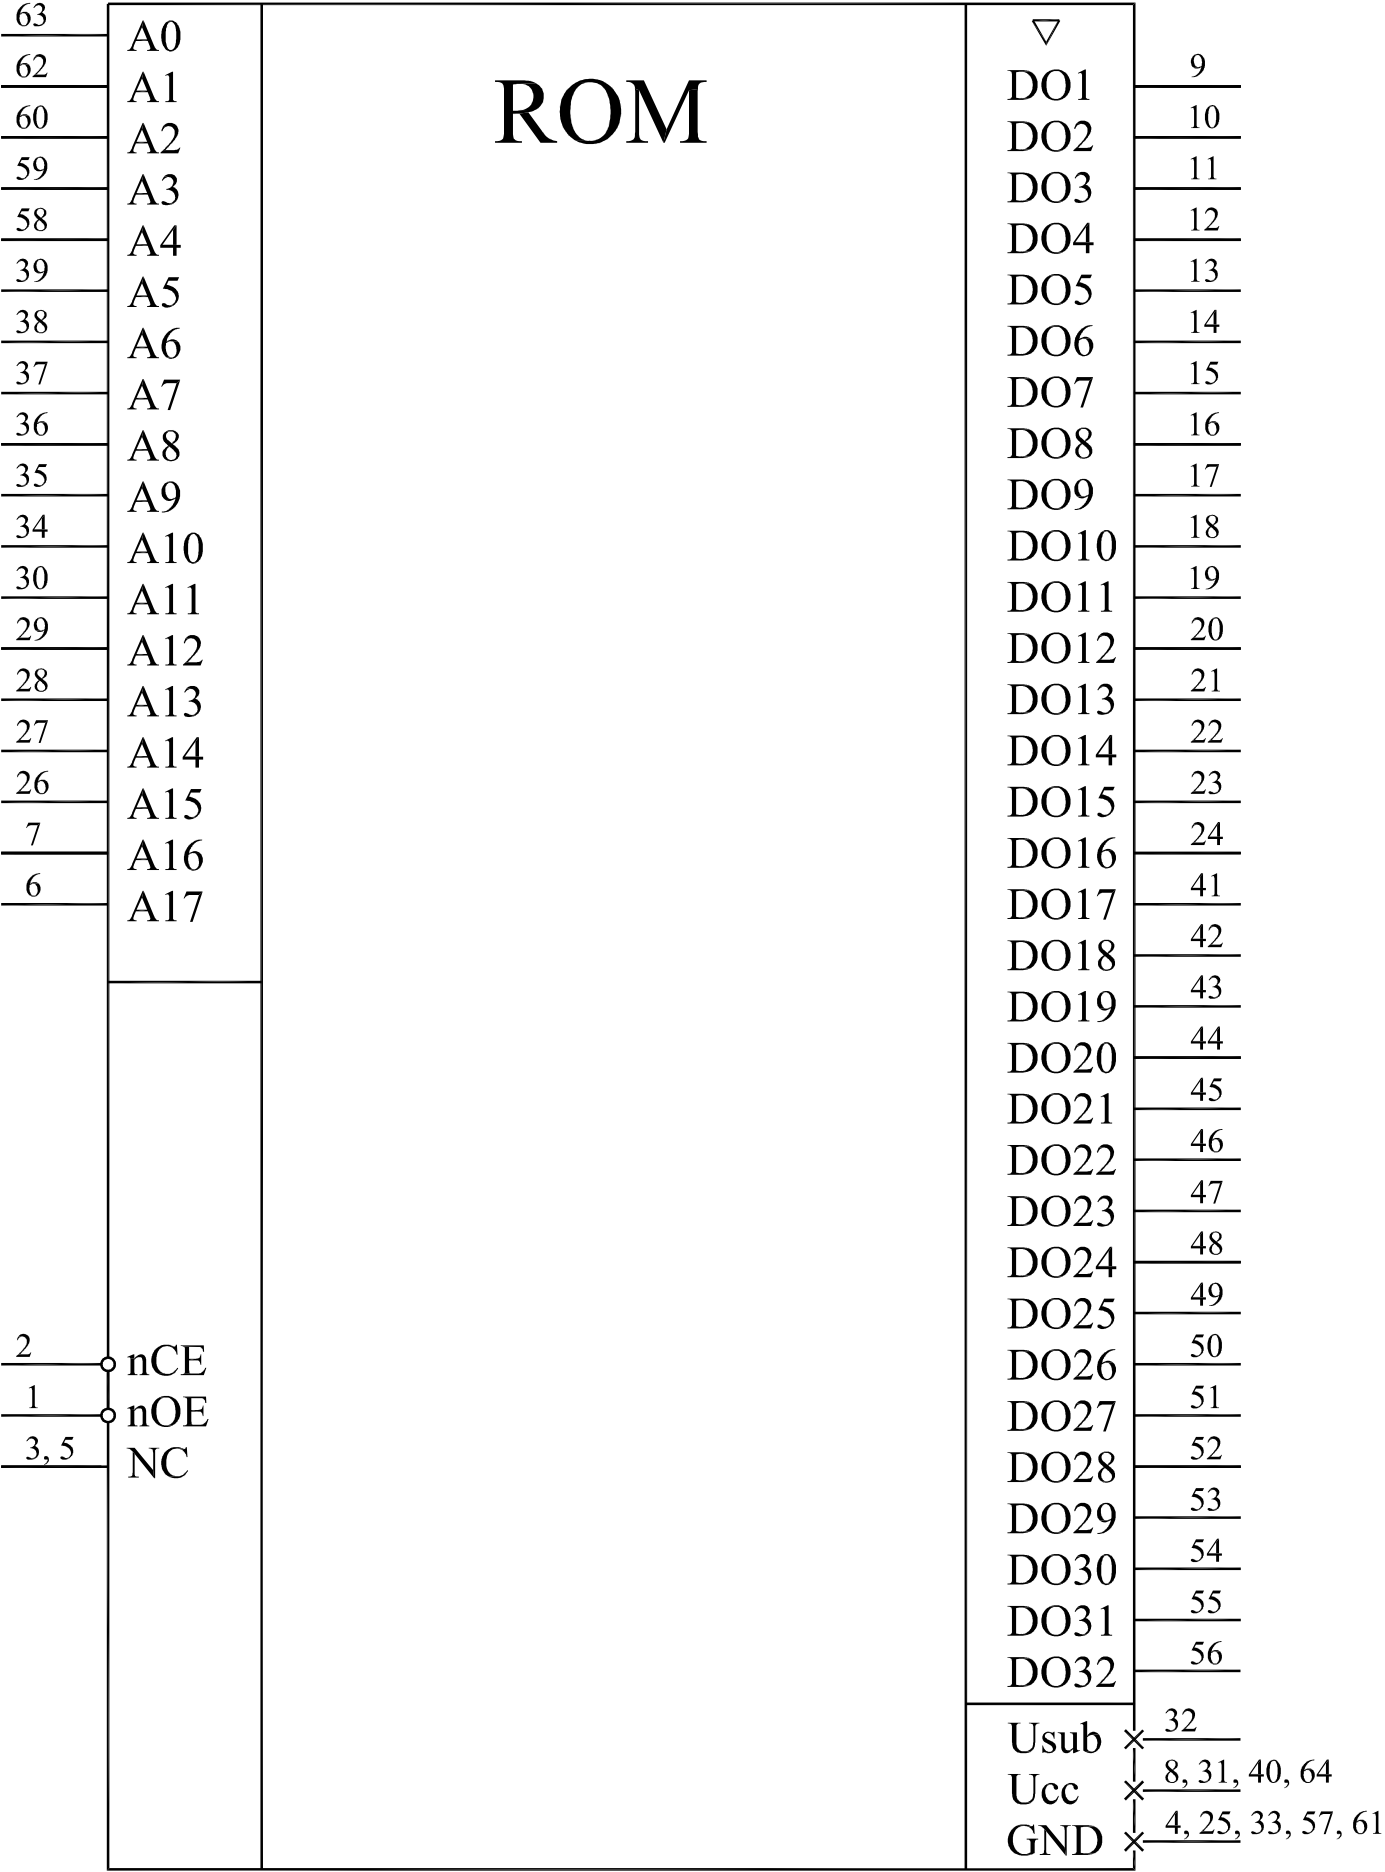 63 A0
62 A1
60 A2
59 A3
58 A4
39 A5
38 A6
37 A7
36 A8
35 A9
34 A10
30 A11
29 A12
28 A13
27 A14
26 A15
7 A16
6 A17
2 nCE
1 nOE
3, 5 NC
ROM
DO1 9
DO2 10
DO3 11
DO4 12
DO5 13
DO6 14
DO7 15
DO8 16
DO9 17
DO10 18
DO11 19
DO12 20
DO13 21
DO14 22
DO15 23
DO16 24
DO17 41
DO18 42
DO19 43
DO20 44
DO21 45
DO22 46
DO23 47
DO24 48
DO25 49
DO26 50
DO27 51
DO28 52
DO29 53
DO30 54
DO31 55
DO32 56
Usub 32
Ucc 8, 31, 40, 64
GND 4, 25, 33, 57, 61